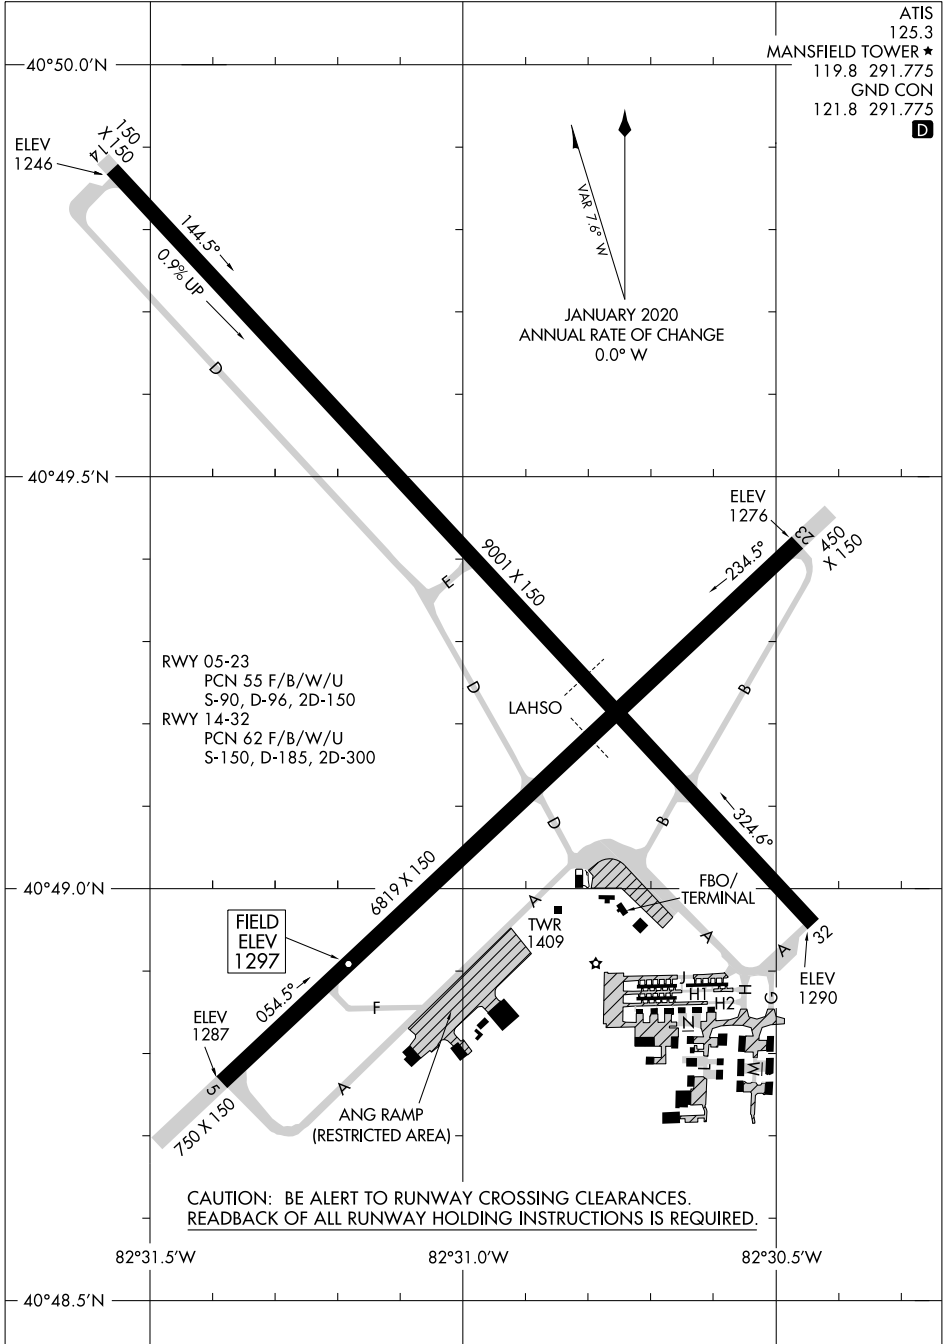 ATIS
125.3
MANSFIELD TOWER ★
119.8 291.775
GND CON
121.8 291.775
D
40°50.0'N
150
X 150
14
ELEV
1246
144.5°
0.9% UP
VAR 7.6° W
JANUARY 2020
ANNUAL RATE OF CHANGE
0.0° W
D
40°49.5'N
ELEV
1276
23
450
X 150
234.5°
9001 X 150
E
RWY 05-23
PCN 55 F/B/W/U
S-90, D-96, 2D-150
RWY 14-32
PCN 62 F/B/W/U
S-150, D-185, 2D-300
D
LAHSO
B
D
B
324.6°
40°49.0'N
6819 X 150
A
FBO/
TERMINAL
TWR
1409
A
A
32
FIELD
ELEV
1297
ELEV
1290
J
H1
H
H2
G
054.5°
F
N
ELEV
1287
L
W
5
A
750 X 150
ANG RAMP
(RESTRICTED AREA)
CAUTION: BE ALERT TO RUNWAY CROSSING CLEARANCES.
READBACK OF ALL RUNWAY HOLDING INSTRUCTIONS IS REQUIRED.
82°31.5'W
82°31.0'W
82°30.5'W
40°48.5'N